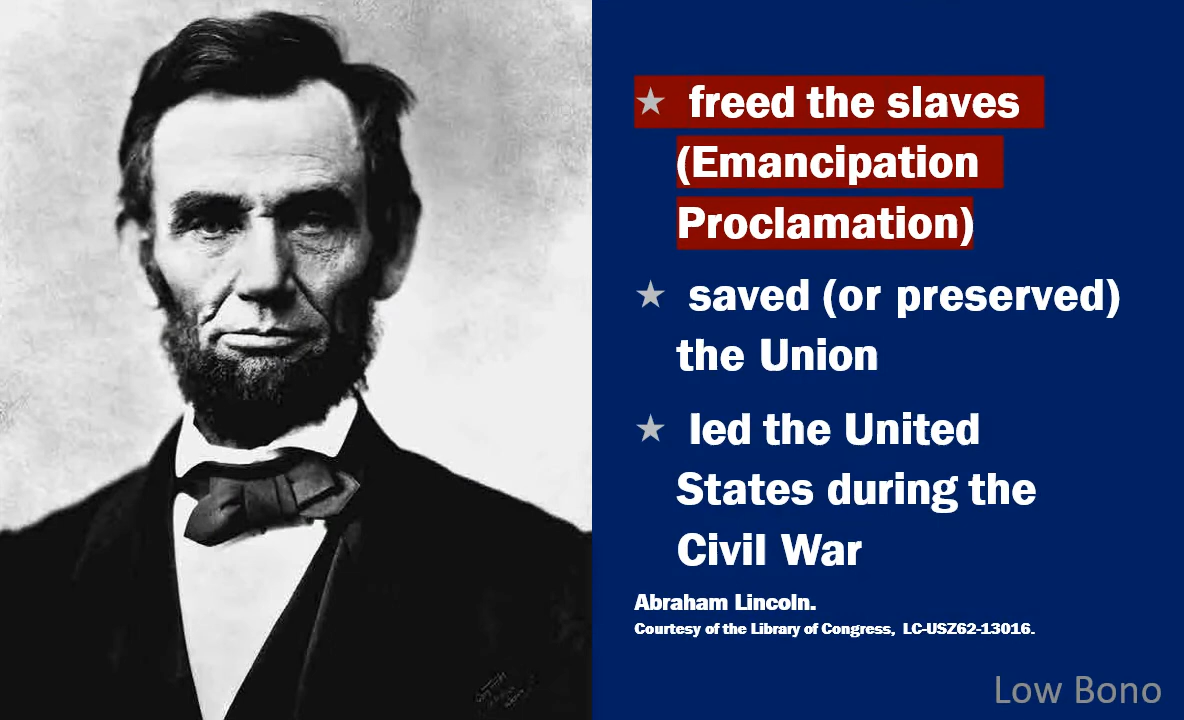 ★ freed the slaves
(Emancipation
Proclamation)
★ saved (or preserved)
the Union
★ led the United
States during the
Civil War
Abraham Lincoln.
Courtesy of the Library of Congress, LC-USZ62-13016.
Low Bono